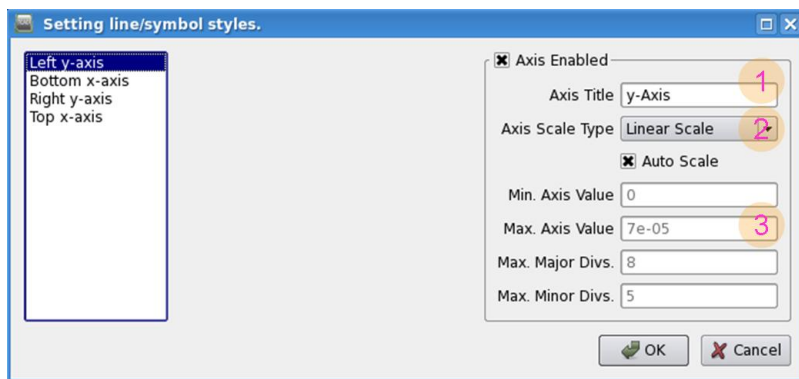 Setting line/symbol styles.
Left y-axis
Bottom x-axis
Right y-axis
Top x-axis
Axis Enabled
1
Axis Title y-Axis
Axis Scale Type Linear Scale 2
Auto Scale
Min. Axis Value 0
Max. Axis Value 7e-05 3
Max. Major Divs. 8
Max. Minor Divs. 5
OK Cancel